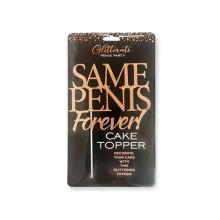 Glitterati
PENIS PARTY
SAME
PENIS
Forever!
CAKE
TOPPER
DECORATE
YOUR CAKE
WITH
THIS
GLITTERING
TOPPER!